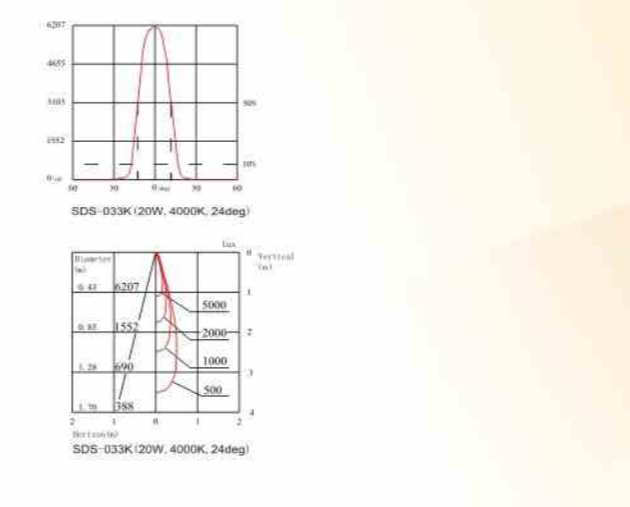 6207
4655
3103
1552
50%
10%
60 30 0 30 60
SDS-033K (20W, 4000K, 24deg)
lux
Diameter 0 Vertical
(m) (m)
0.43 6207 1
5000
0.85 1552 2000 2
1000
1.28 690 3
500
1.70 388 4
2 1 0 1 2
Horizon(m)
SDS-033K (20W, 4000K, 24deg)